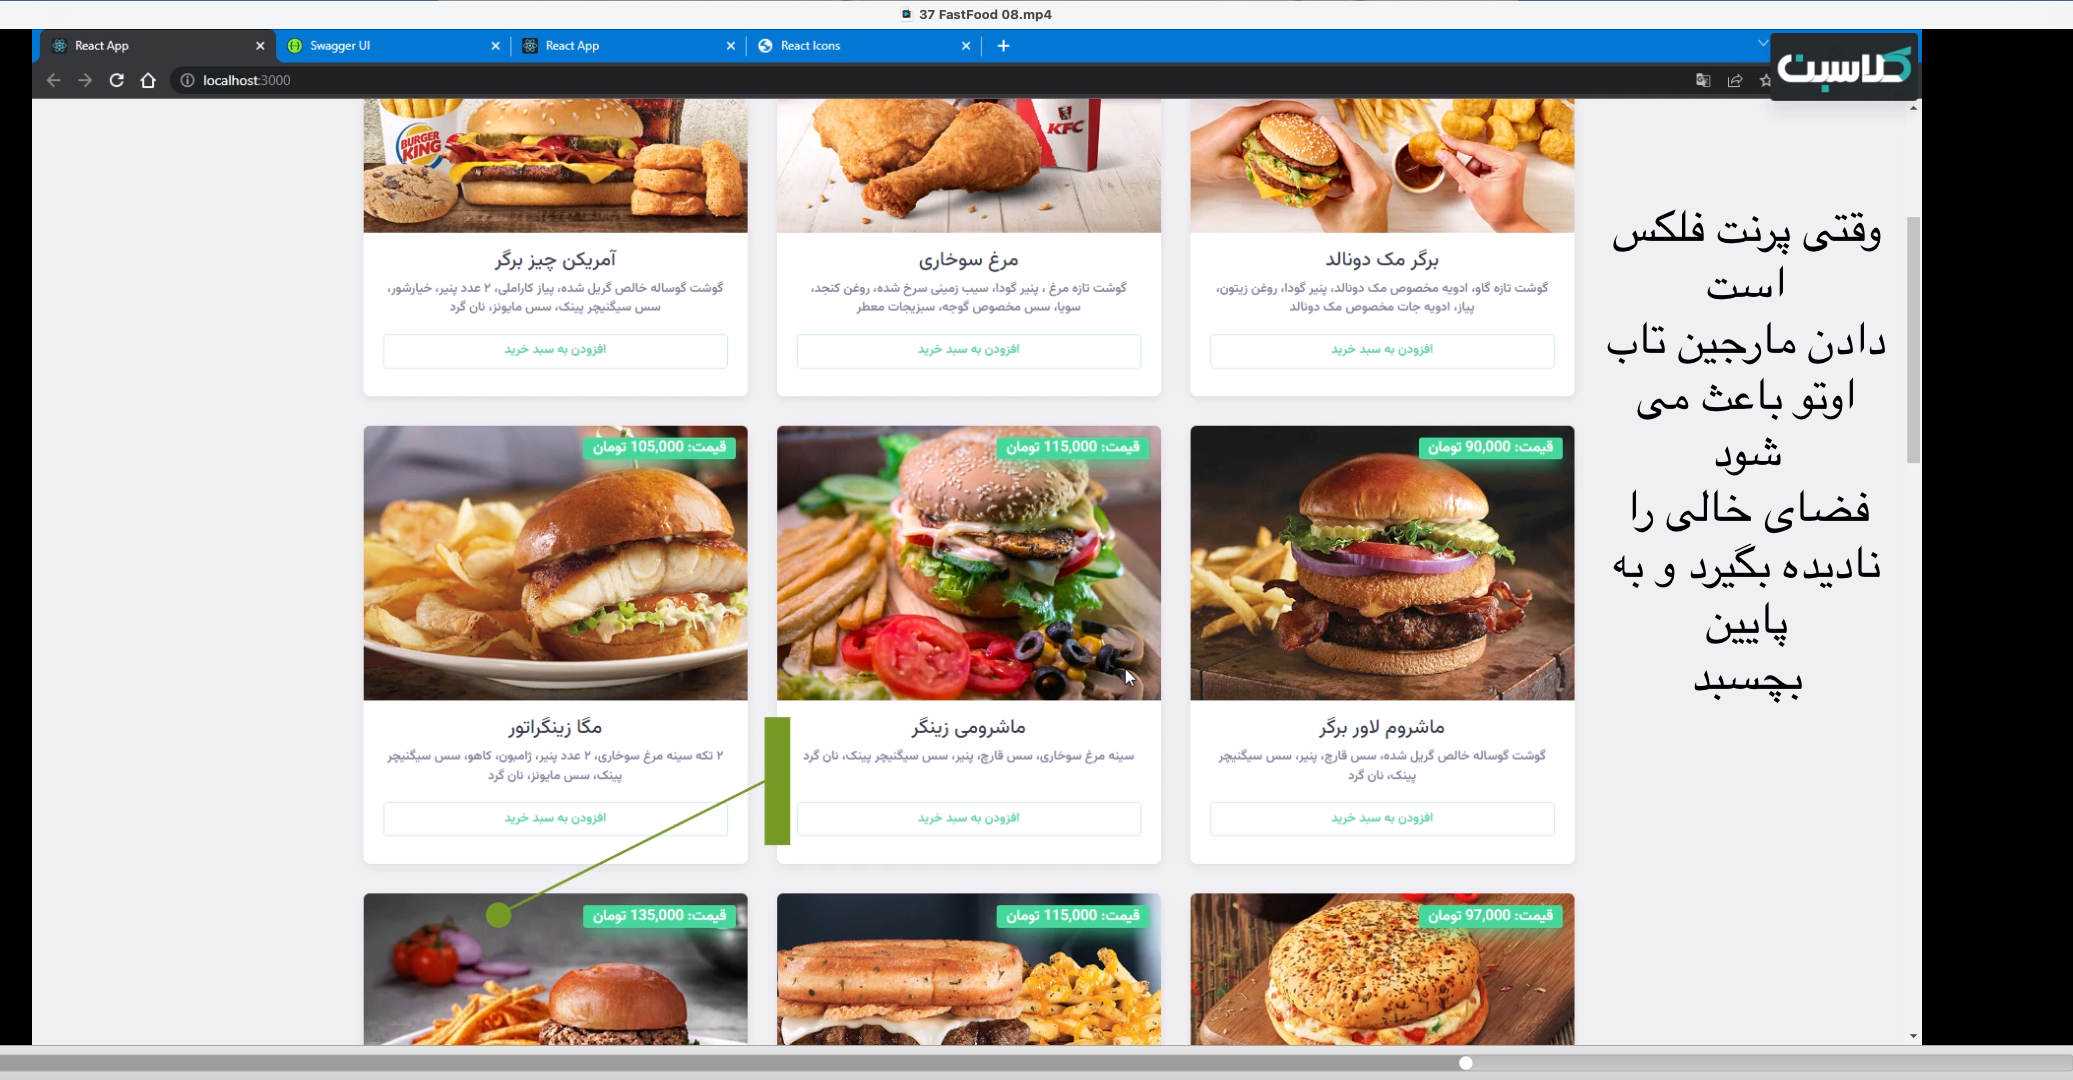 37 FastFood 08.mp4
React App
Swagger UI
React App
React Icons
localhost:3000
کلاسیت
BURGER KING
KFC
برگر مک دونالد
گوشت تازه گاو، ادویه مخصوص مک دونالد، پنیر گودا، روغن زیتون،
پیاز، ادویه جات مخصوص مک دونالد
افزودن به سبد خرید
مرغ سوخاری
گوشت تازه مرغ ، پنیر گودا، سیب زمینی سرخ شده، روغن کنجد،
سویا، سس مخصوص گوجه، سبزیجات معطر
افزودن به سبد خرید
آمریکن چیز برگر
گوشت گوساله خالص گریل شده، پیاز کاراملی، ۲ عدد پنیر، خیارشور،
سس سیگنیچر پینک، سس مایونز، نان گرد
افزودن به سبد خرید
قیمت: 90,000 تومان
ماشروم لاور برگر
گوشت گوساله خالص گریل شده، سس قارچ، پنیر، سس سیگنیچر
پینک، نان گرد
افزودن به سبد خرید
قیمت: 115,000 تومان
ماشرومی زینگر
سینه مرغ سوخاری، سس قارچ، پنیر، سس سیگنیچر پینک، نان گرد
افزودن به سبد خرید
قیمت: 105,000 تومان
مگا زینگراتور
۲ تکه سینه مرغ سوخاری، ۲ عدد پنیر، ژامبون، کاهو، سس سیگنیچر
پینک، سس مایونز، نان گرد
افزودن به سبد خرید
قیمت: 97,000 تومان
قیمت: 115,000 تومان
قیمت: 135,000 تومان
وقتی پرنت فلکس
است
دادن مارجین تاب
اوتو باعث می
شود
فضای خالی را
نادیده بگیرد و به
پایین
بچسبد